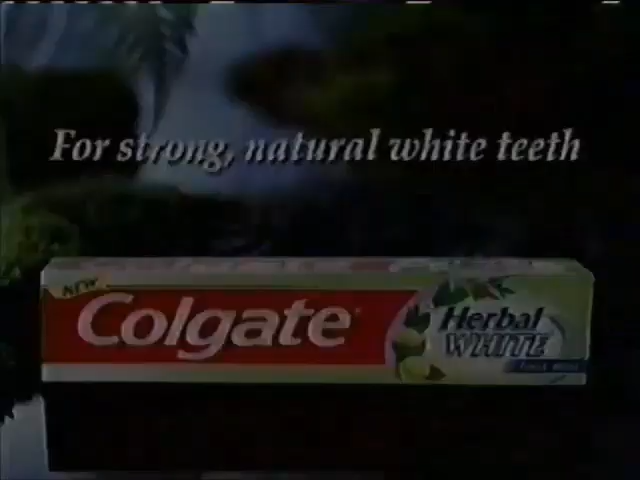 For strong, natural white teeth
NEW
Colgate
Herbal
WHITE